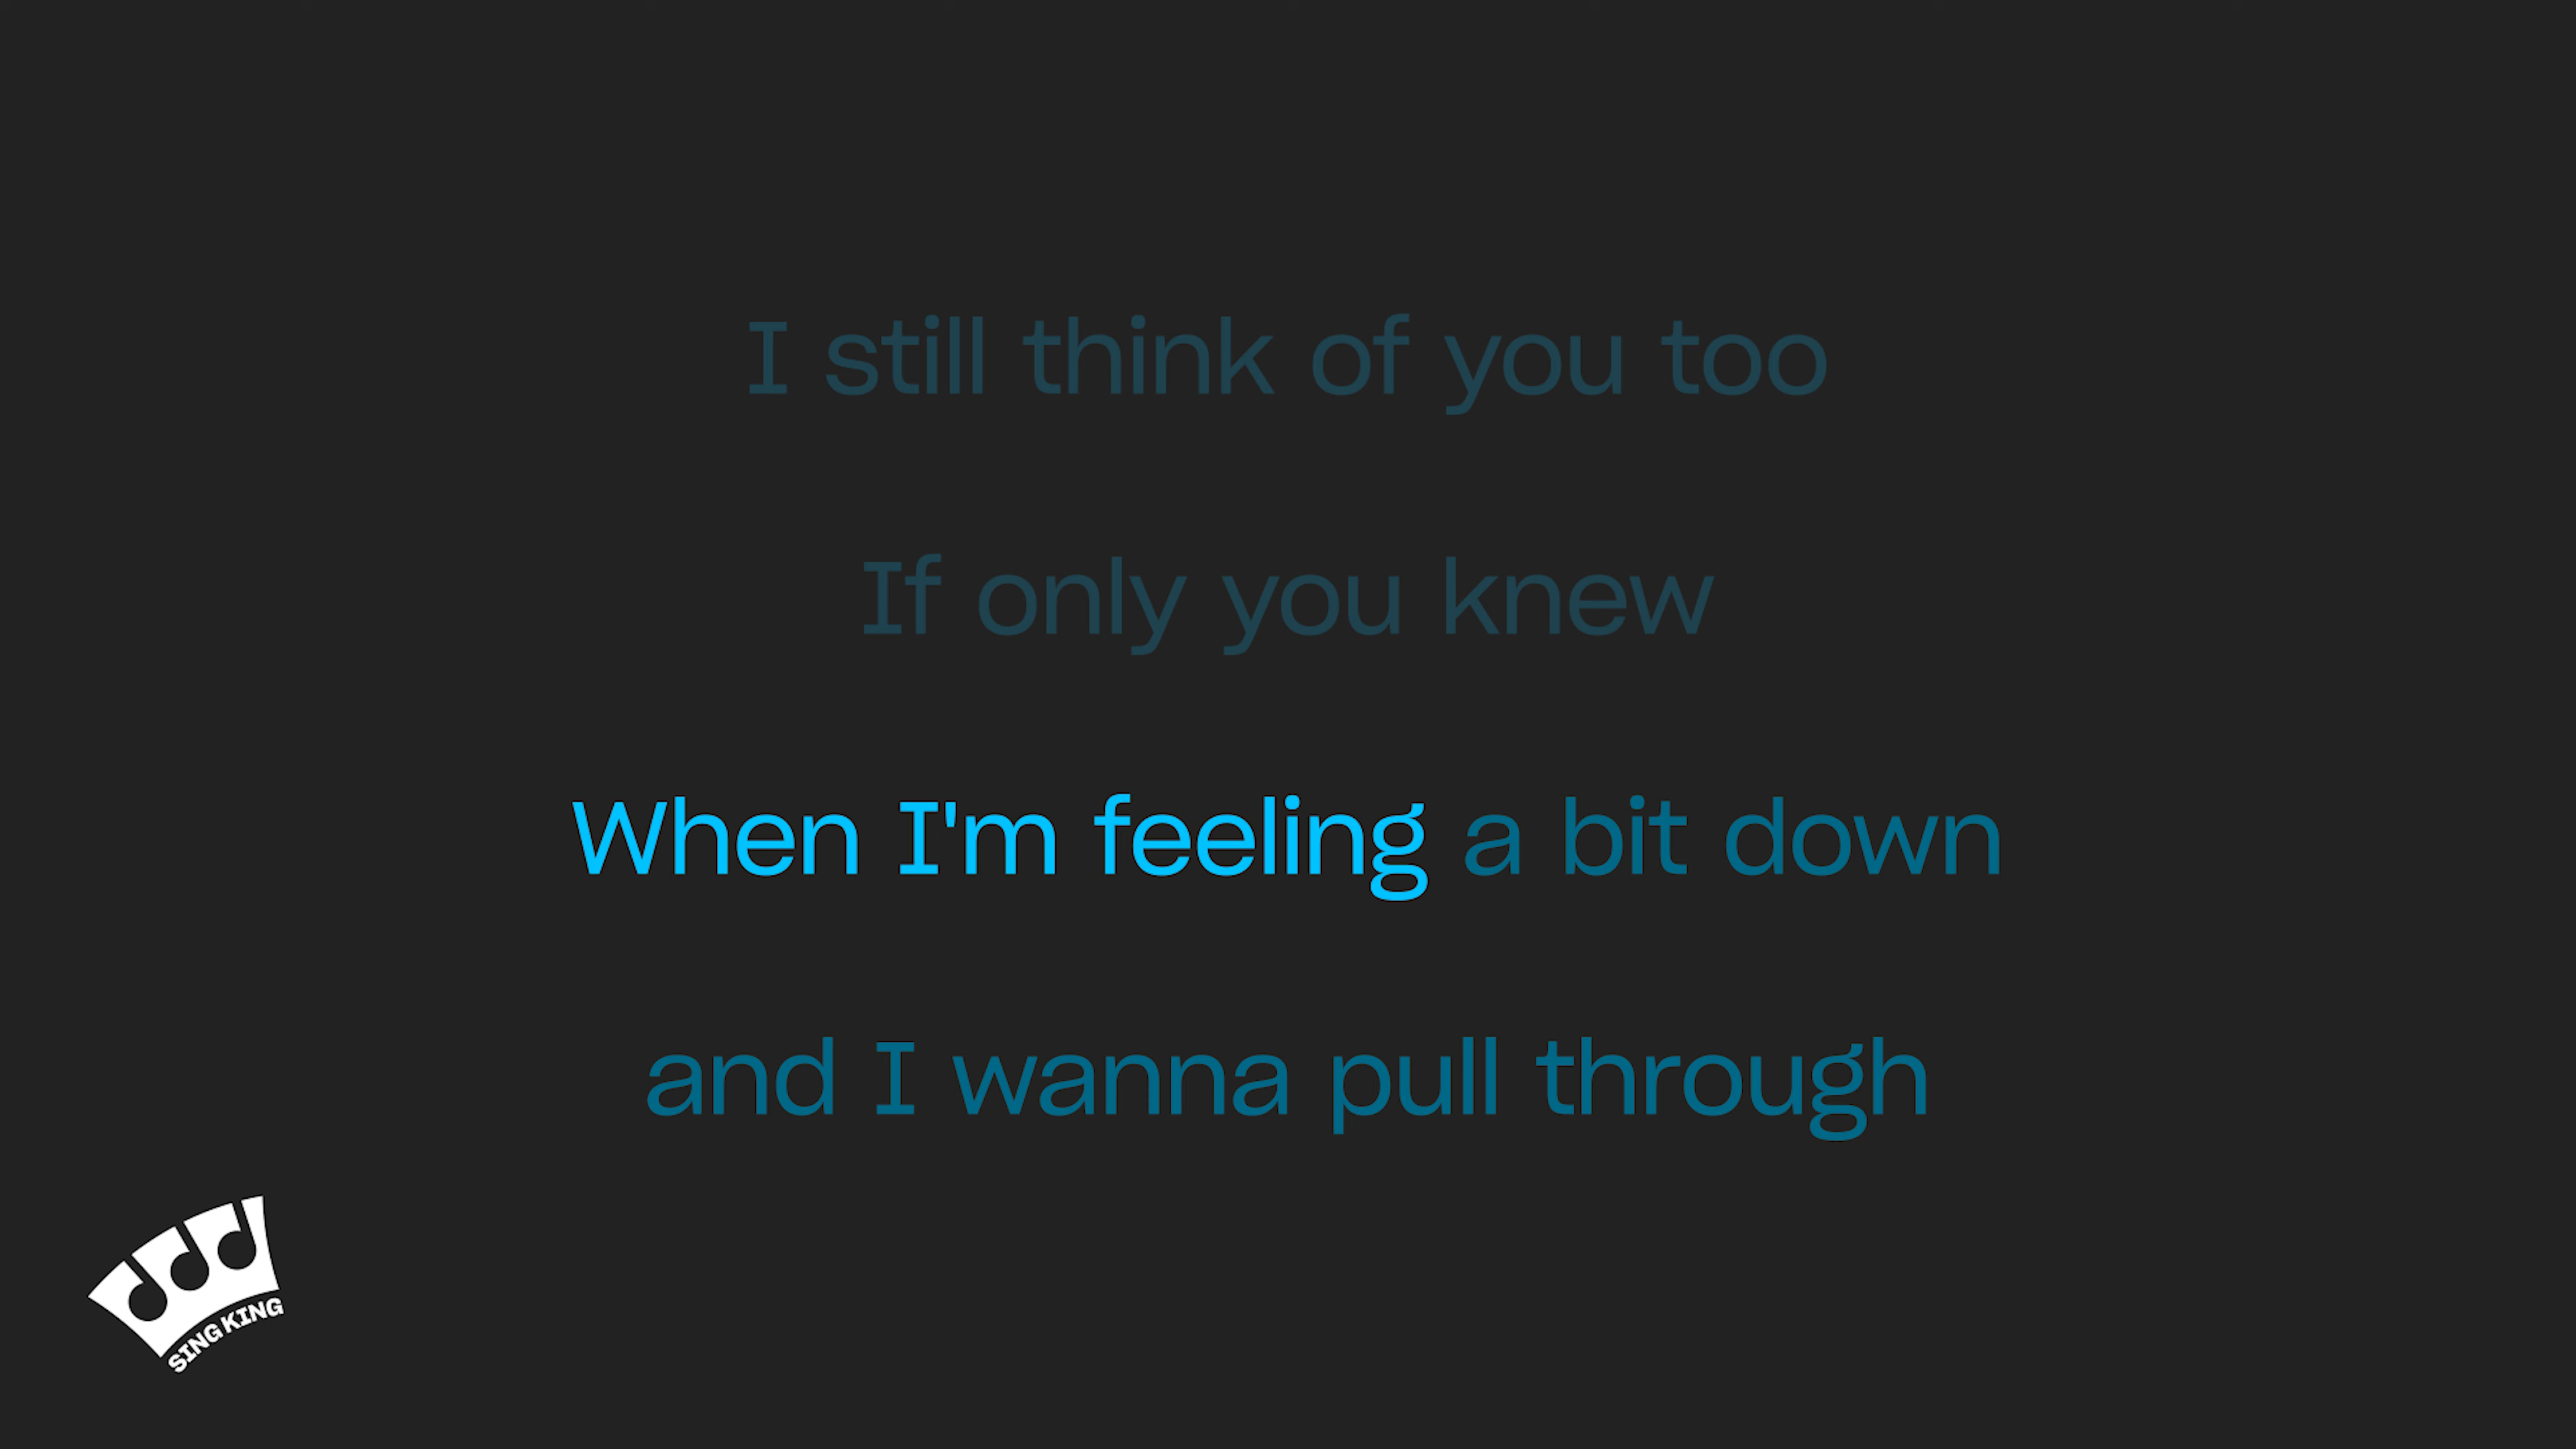 I still think of you too
If only you knew
When I'm feeling a bit down
and I wanna pull through
SING KING